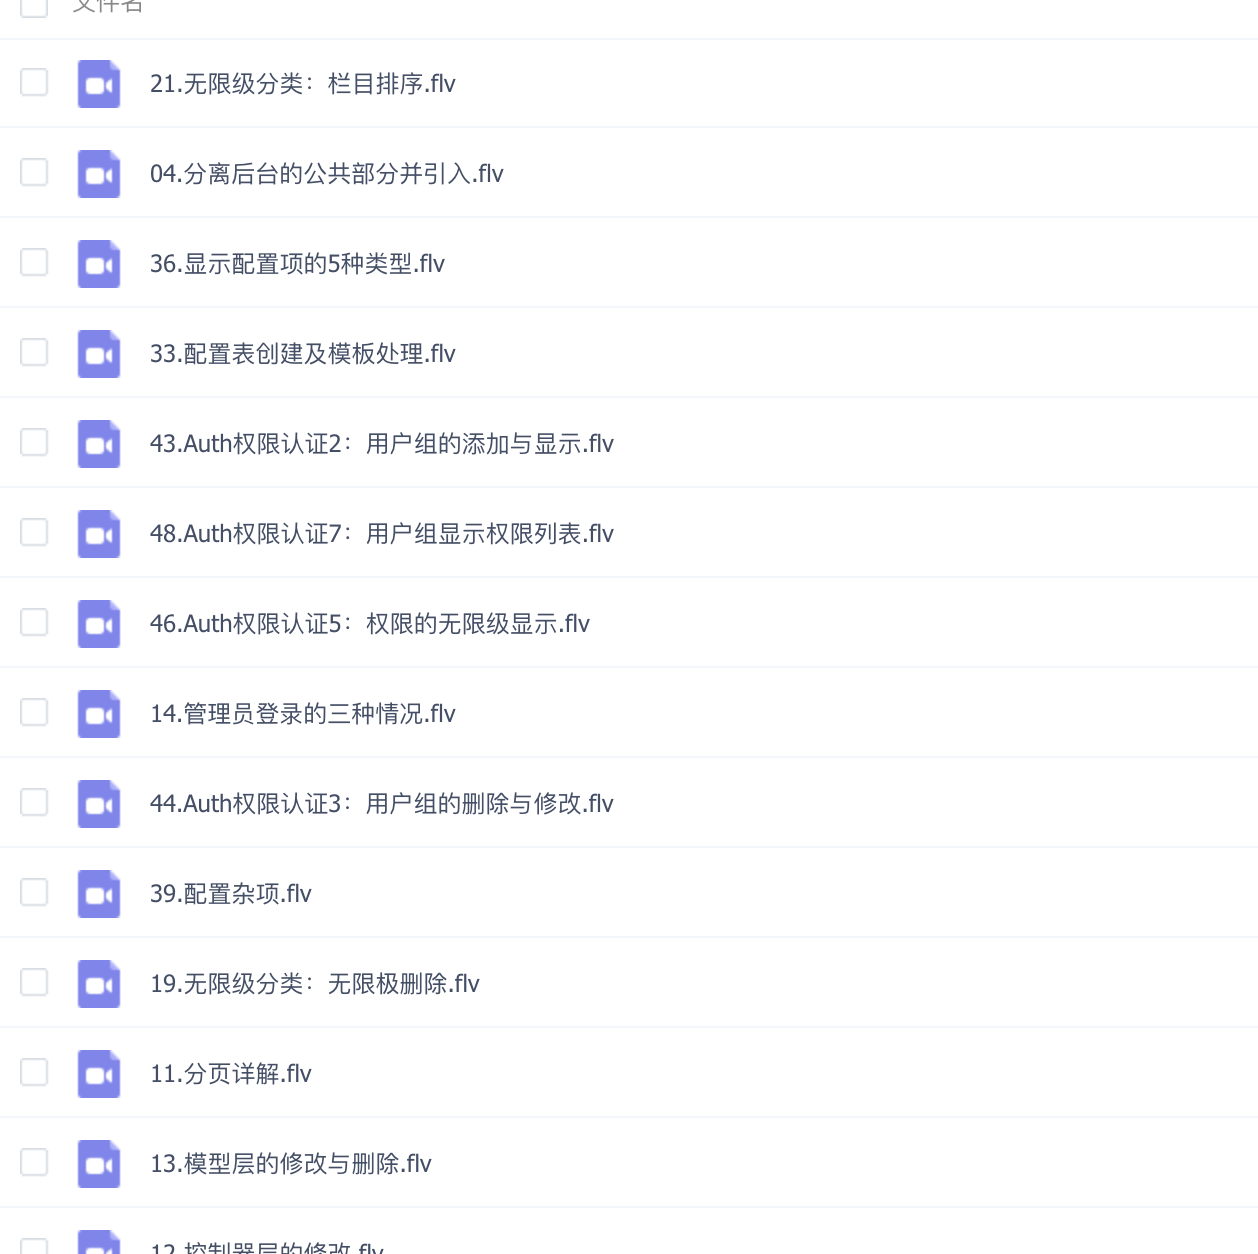 文件名
21.无限级分类：栏目排序.flv
04.分离后台的公共部分并引入.flv
36.显示配置项的5种类型.flv
33.配置表创建及模板处理.flv
43.Auth权限认证2：用户组的添加与显示.flv
48.Auth权限认证7：用户组显示权限列表.flv
46.Auth权限认证5：权限的无限级显示.flv
14.管理员登录的三种情况.flv
44.Auth权限认证3：用户组的删除与修改.flv
39.配置杂项.flv
19.无限级分类：无限极删除.flv
11.分页详解.flv
13.模型层的修改与删除.flv
12.控制器层的修改.flv